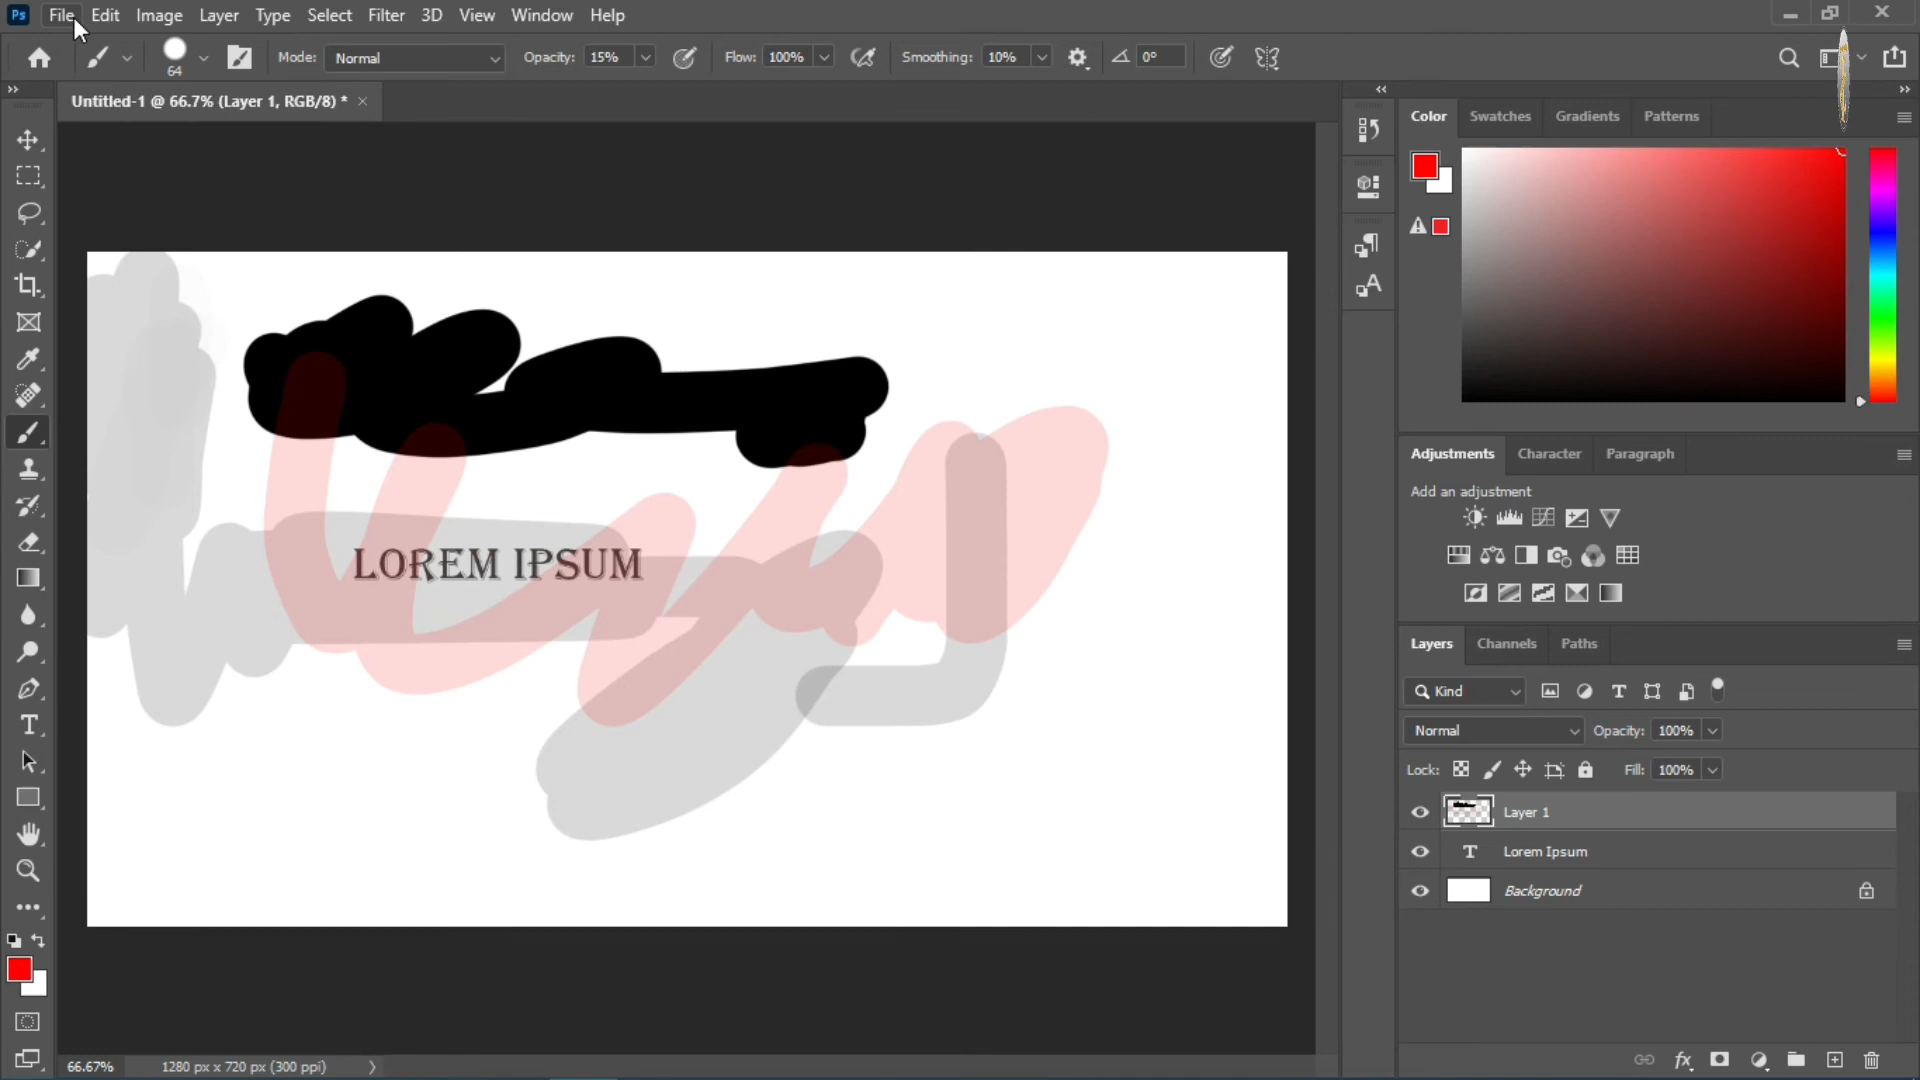 Ps File Edit Image Layer Type Select Filter 3D View Window Help
64 Mode: Normal Opacity: 15% Flow: 100% Smoothing: 10% 0°
Untitled-1 @ 66.7% (Layer 1, RGB/8) *
Color Swatches Gradients Patterns
LOREM IPSUM
Adjustments Character Paragraph
Add an adjustment
Layers Channels Paths
Kind
Normal Opacity: 100%
Lock: Fill: 100%
Layer 1
T Lorem Ipsum
Background
fx
66.67% 1280 px x 720 px (300 ppi)